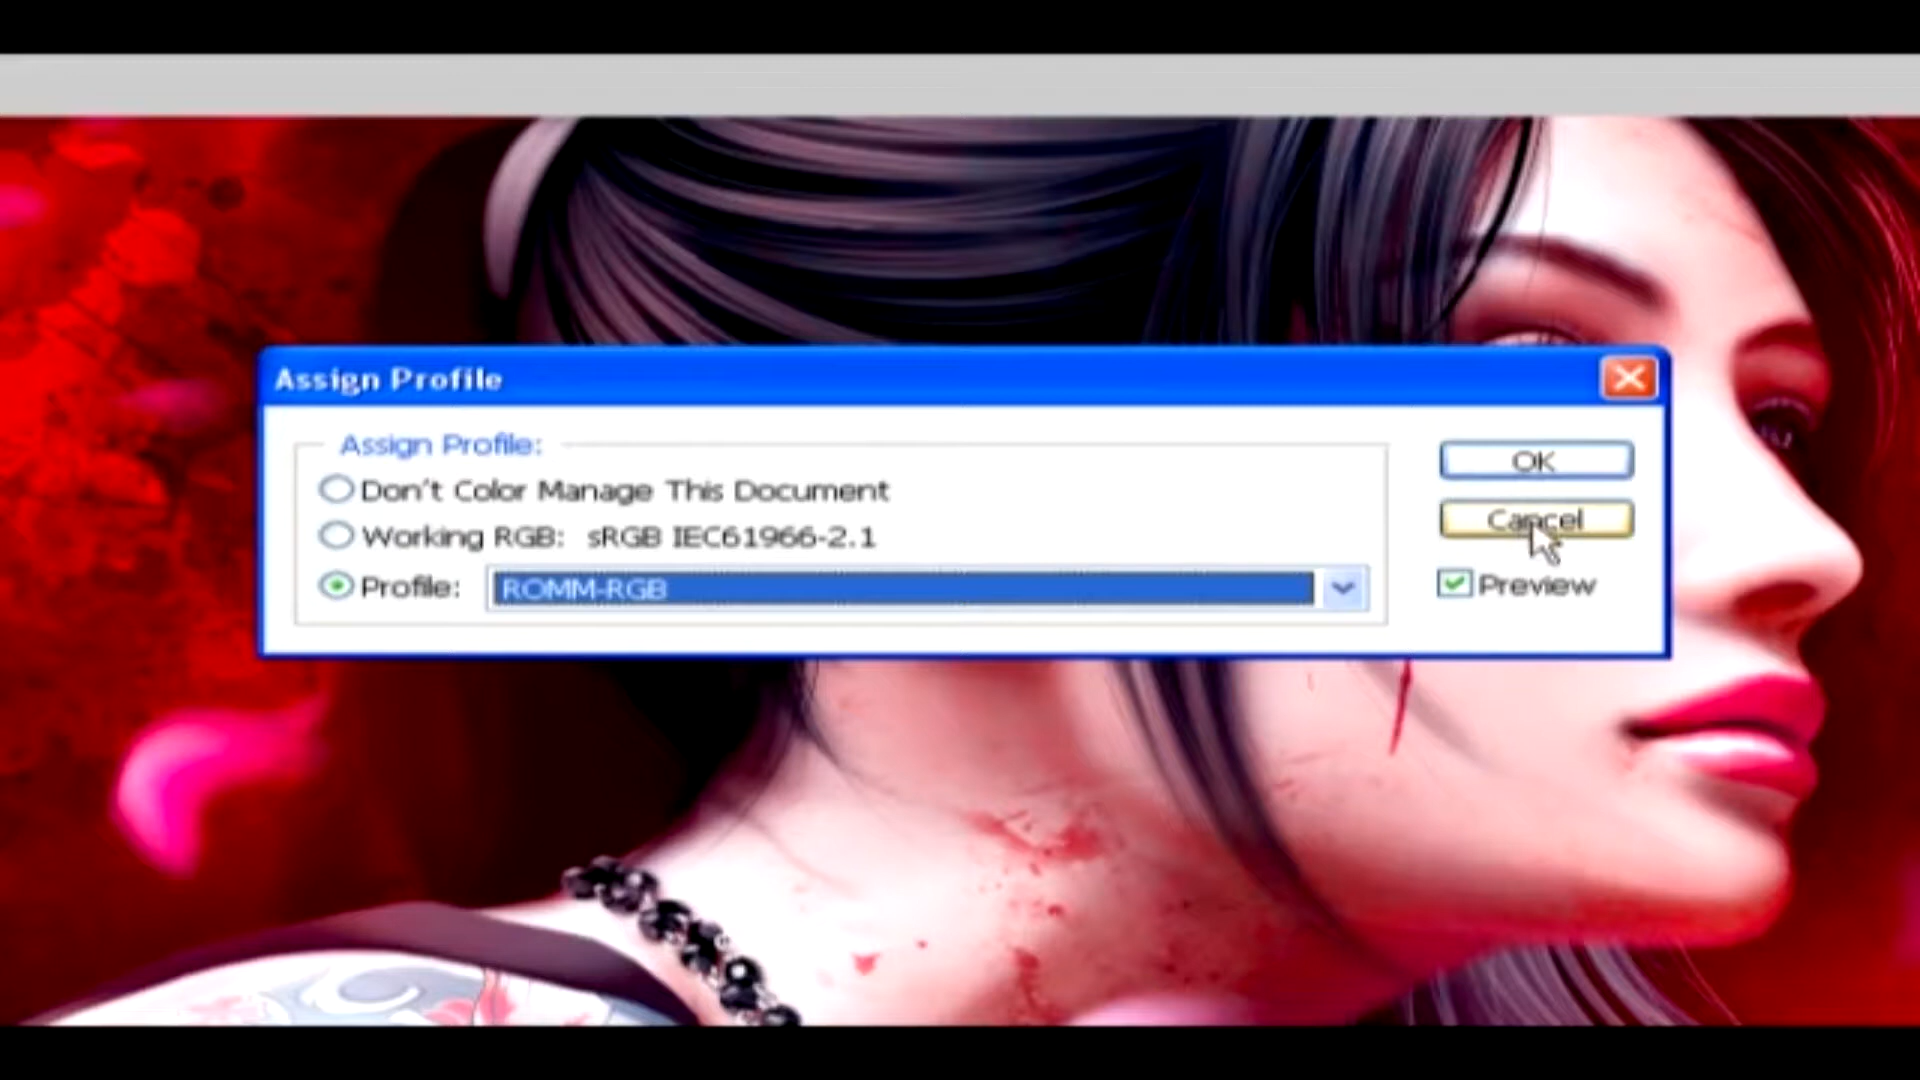 Assign Profile
Assign Profile:
Don't Color Manage This Document
Working RGB: sRGB IEC61966-2.1
Profile: ROMM-RGB
OK
Cancel
Preview